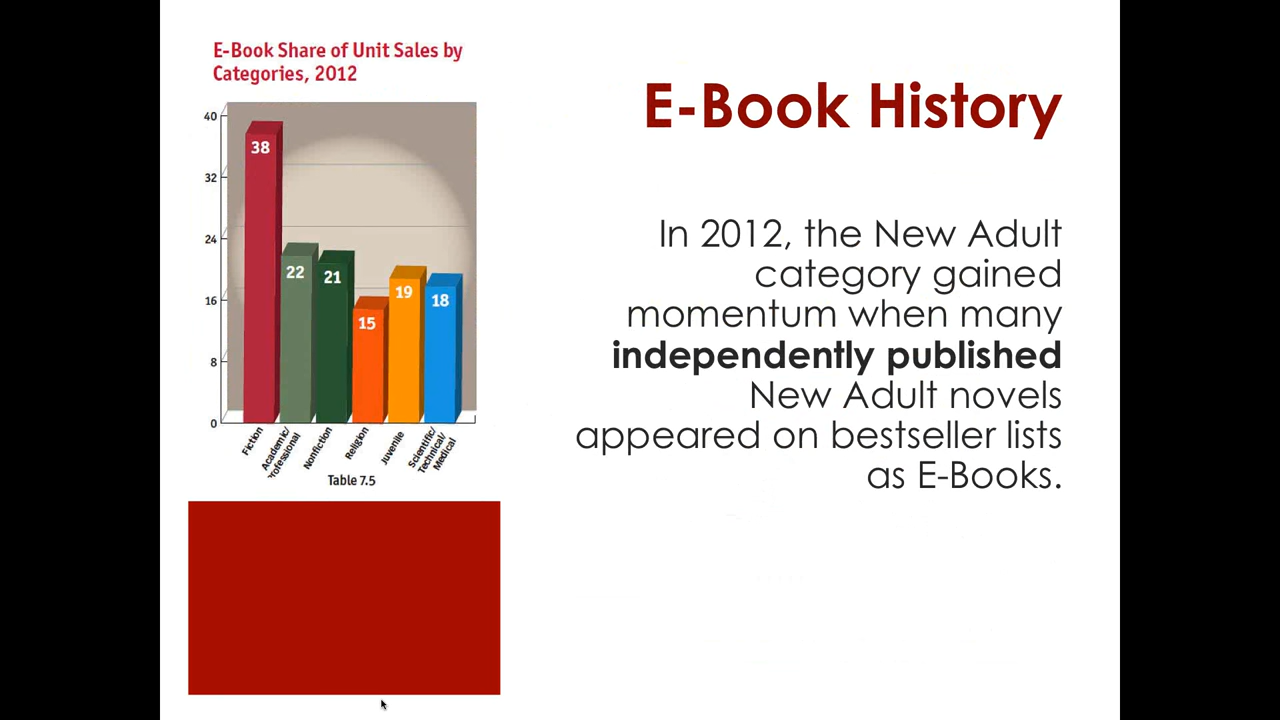 E-Book Share of Unit Sales by
Categories, 2012
40
32
24
16
8
0
38
22
21
15
19
18
Fiction
Academic/
Professional
Nonfiction
Religion
Juvenile
Scientific/
Technical/
Medical
Table 7.5
E-Book History
In 2012, the New Adult
category gained
momentum when many
independently published
New Adult novels
appeared on bestseller lists
as E-Books.